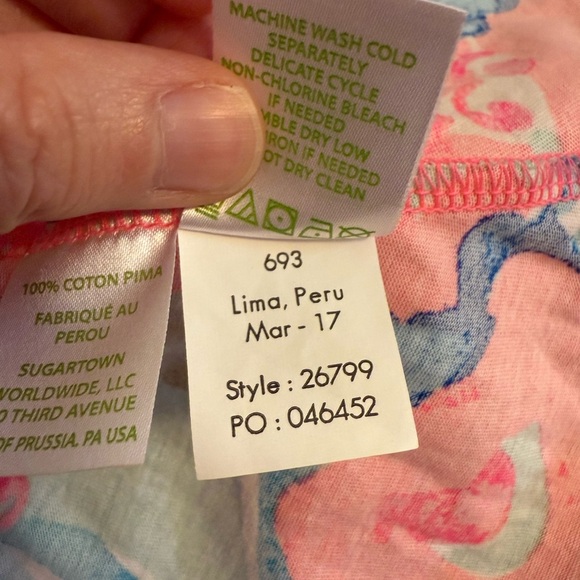 MACHINE WASH COLD
SEPARATELY
DELICATE CYCLE
NON-CHLORINE BLEACH
IF NEEDED
MBLE DRY LOW
IRON IF NEEDED
OT DRY CLEAN
693
Lima, Peru
Mar - 17
Style : 26799
PO : 046452
100% COTON PIMA
FABRIQUÉ AU
PEROU
SUGARTOWN
WORLDWIDE, LLC
0 THIRD AVENUE
OF PRUSSIA. PA USA